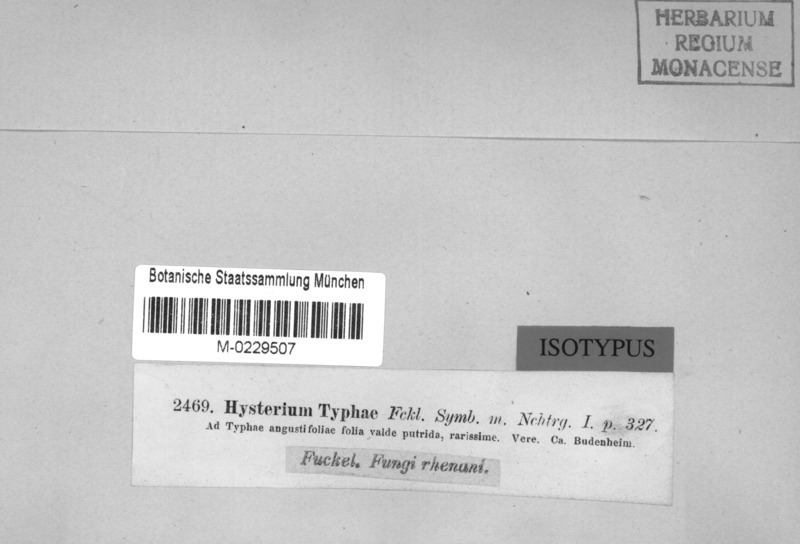 HERBARIUM
REGIUM
MONACENSE
Botanische Staatssammlung München
M-0229507
ISOTYPUS
2469. Hysterium Typhae Fckl. Symb. m. Nchtrg. I. p. 327.
Ad Typhae angustifoliae folia valde putrida, rarissime. Vere. Ca. Budenheim.
Fuckel. Fungi rhenani.